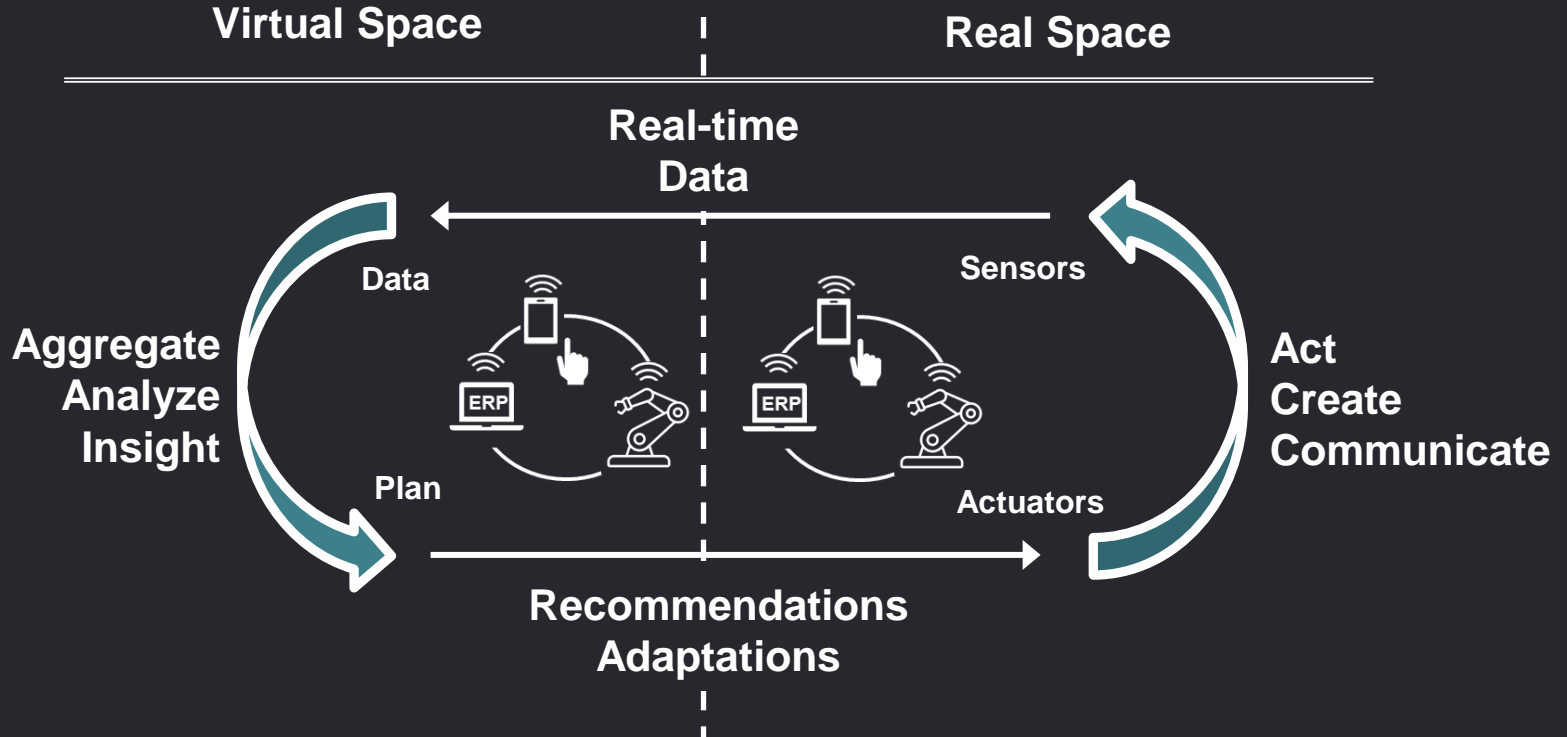 Virtual Space
Real Space
Real-time
Data
Data
Sensors
Aggregate
Analyze
Insight
ERP
ERP
Act
Create
Communicate
Plan
Actuators
Recommendations
Adaptations